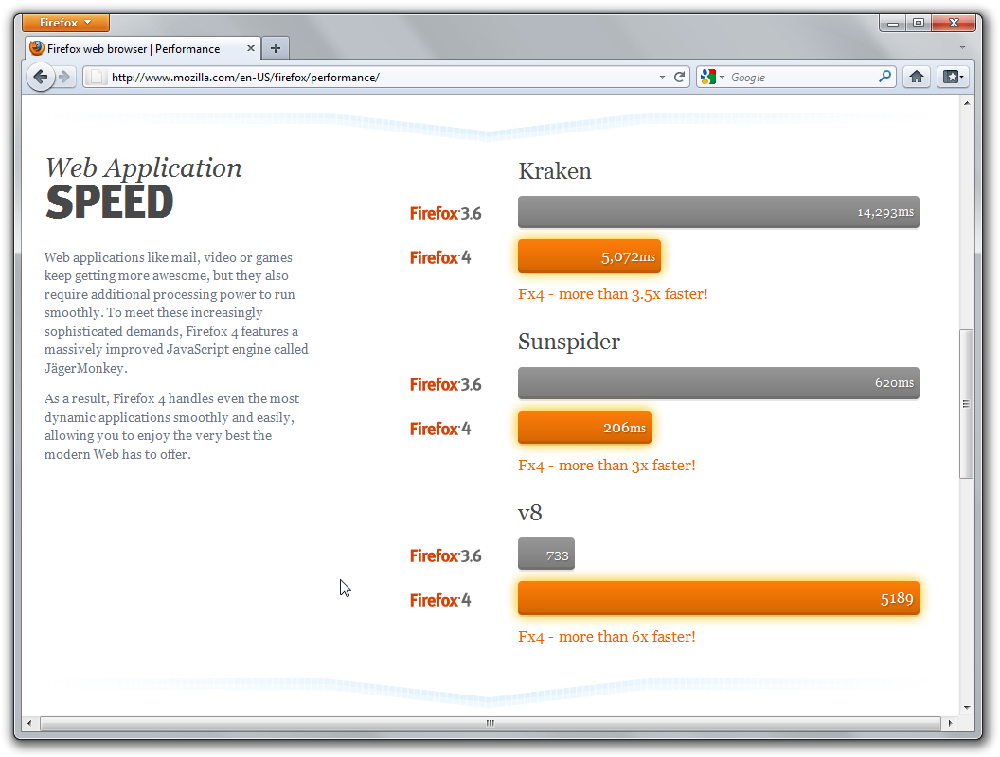 Firefox
Firefox web browser | Performance
http://www.mozilla.com/en-US/firefox/performance/
Google
Web Application
SPEED
Web applications like mail, video or games
keep getting more awesome, but they also
require additional processing power to run
smoothly. To meet these increasingly
sophisticated demands, Firefox 4 features a
massively improved JavaScript engine called
JägerMonkey.
As a result, Firefox 4 handles even the most
dynamic applications smoothly and easily,
allowing you to enjoy the very best the
modern Web has to offer.
Kraken
Firefox 3.6
14,293ms
Firefox 4
5,072ms
Fx4 - more than 3.5x faster!
Sunspider
Firefox 3.6
620ms
Firefox 4
206ms
Fx4 - more than 3x faster!
v8
Firefox 3.6
733
Firefox 4
5189
Fx4 - more than 6x faster!